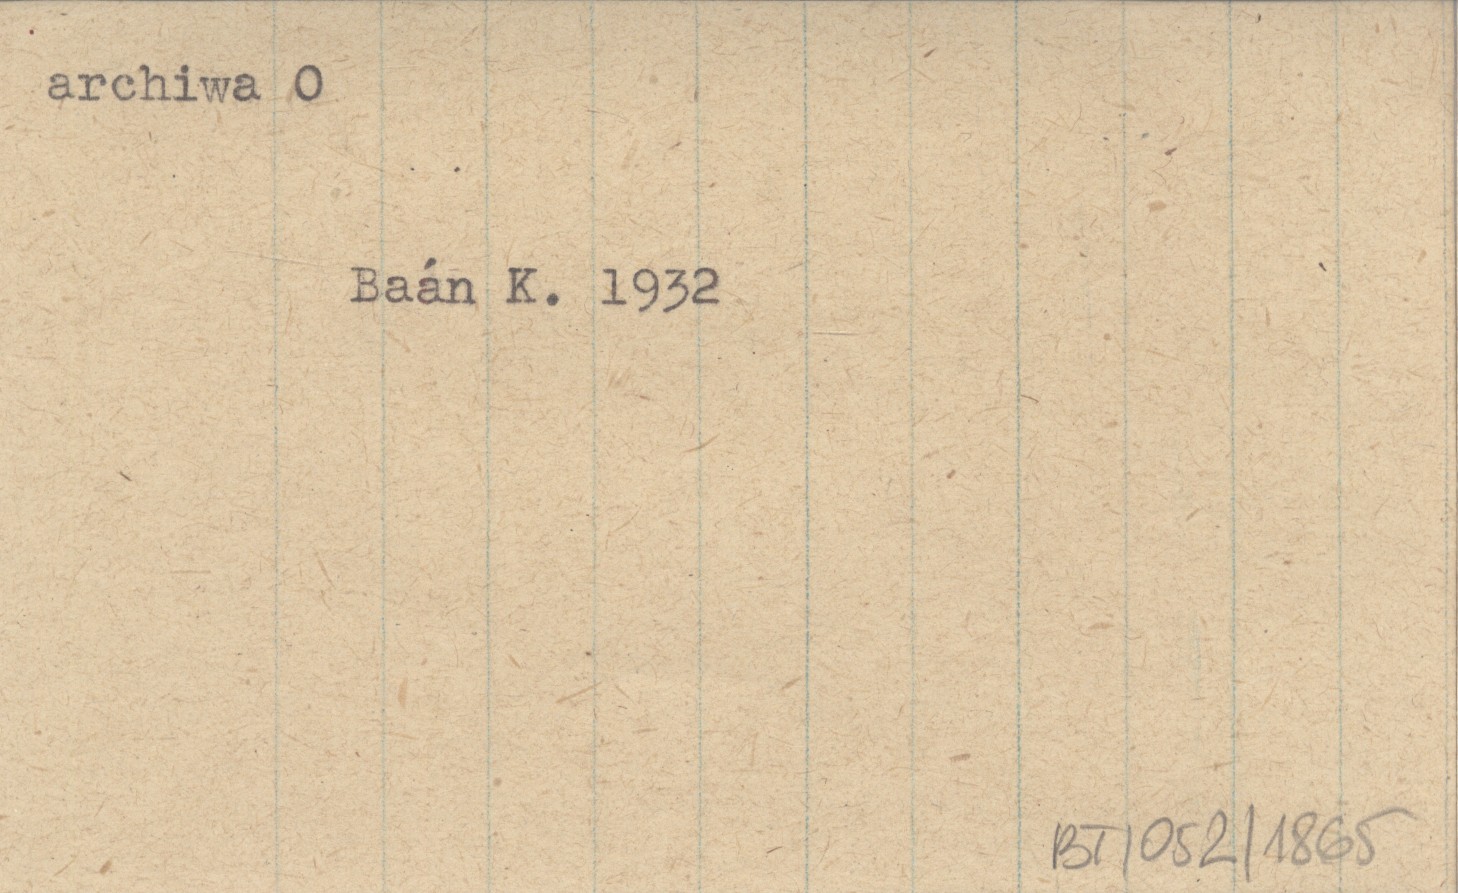 archiwa O
Baán K. 1932
BT/052/1865